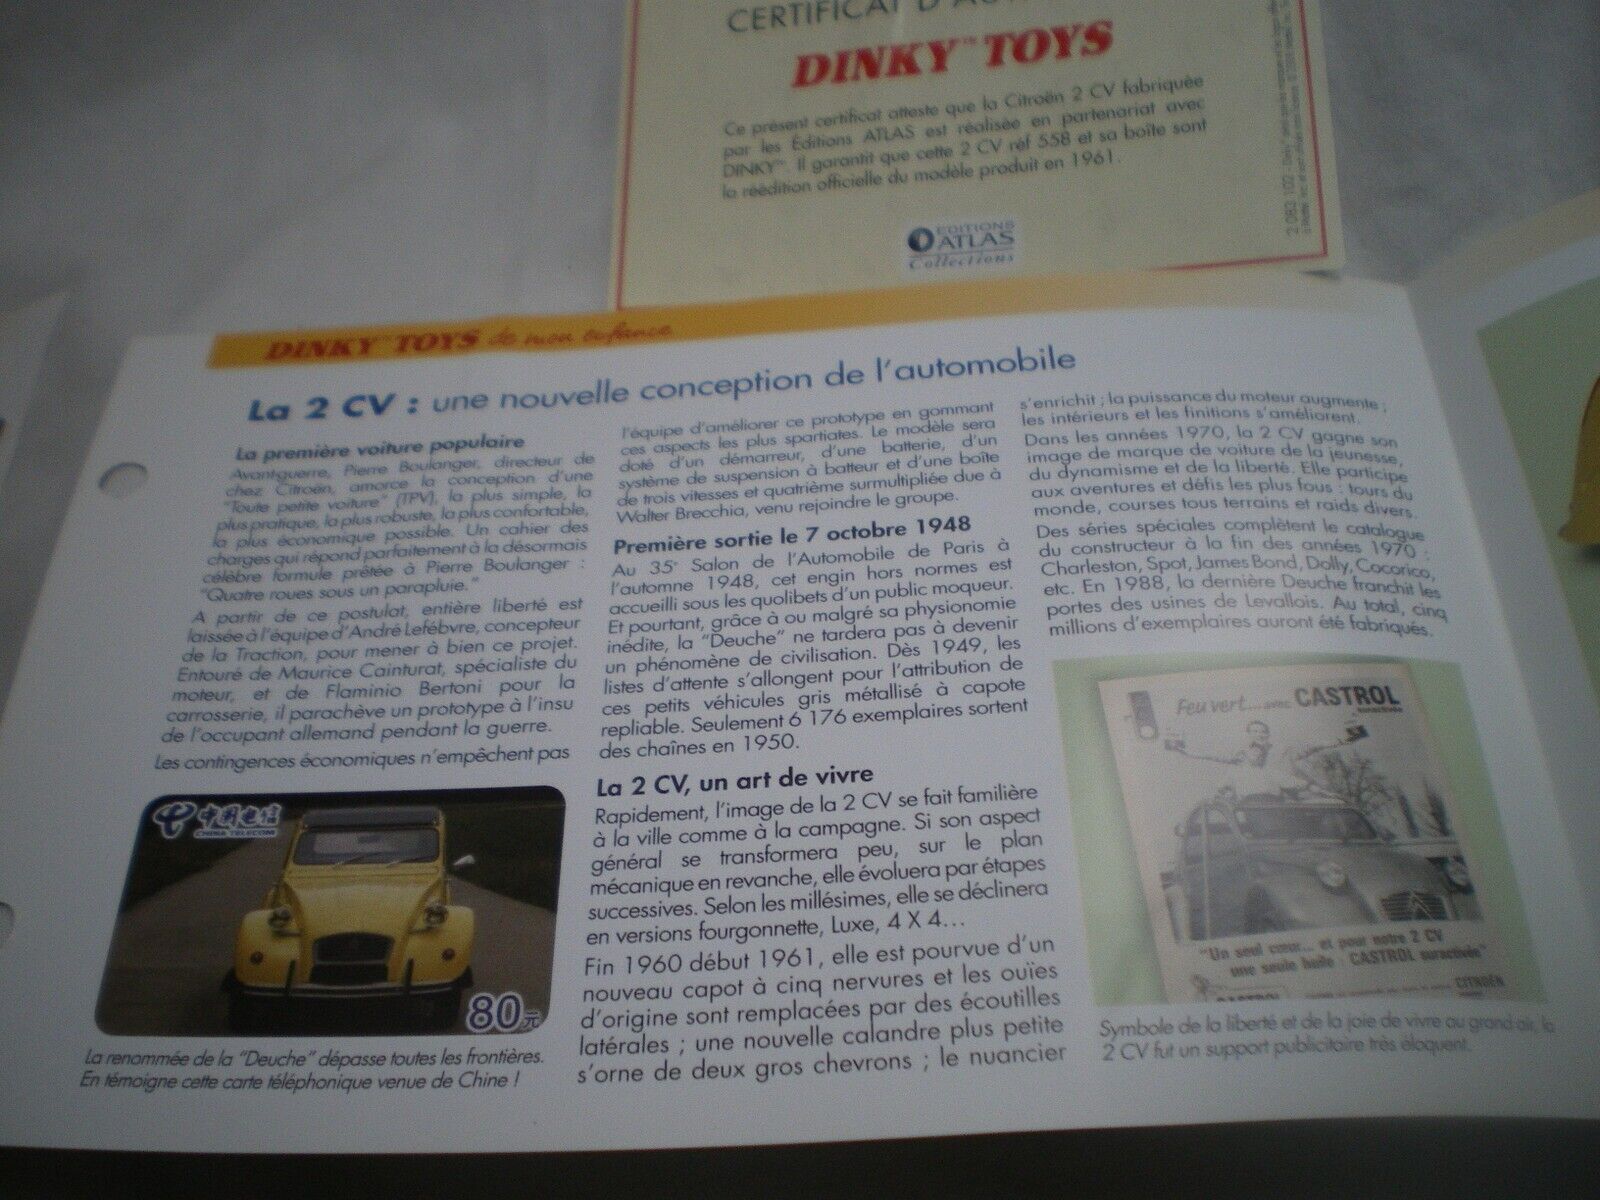 CERTIFICAT D'AU
DINKY™ TOYS
Ce présent certificat atteste que la Citroën 2 CV fabriquée
par les Éditions ATLAS est réalisée en partenariat avec
DINKY™. Il garantit que cette 2 CV réf 558 et sa boîte sont
la réédition officielle du modèle produit en 1961.
EDITIONS
ATLAS
Collections
2 083 102
DINKY TOYS de mon enfance
La 2 CV : une nouvelle conception de l'automobile
La première voiture populaire
Avant-guerre, Pierre Boulanger, directeur de
chez Citroën, amorce la conception d'une
"Toute petite voiture" (TPV), la plus simple, la
plus pratique, la plus robuste, la plus confortable,
la plus économique possible. Un cahier des
charges qui répond parfaitement à la désormais
célèbre formule prêtée à Pierre Boulanger :
"Quatre roues sous un parapluie."
A partir de ce postulat, entière liberté est
laissée à l'équipe d'André Lefèbvre, concepteur
de la Traction, pour mener à bien ce projet.
Entouré de Maurice Cainturat, spécialiste du
moteur, et de Flaminio Bertoni pour la
carrosserie, il parachève un prototype à l'insu
de l'occupant allemand pendant la guerre.
Les contingences économiques n'empêchent pas
中国电信
CHINA TELECOM
80元
La renommée de la "Deuche" dépasse toutes les frontières.
En témoigne cette carte téléphonique venue de Chine !
l'équipe d'améliorer ce prototype en gommant
ces aspects les plus spartiates. Le modèle sera
doté d'un démarreur, d'une batterie, d'un
système de suspension à batteur et d'une boîte
de trois vitesses et quatrième surmultipliée due à
Walter Brecchia, venu rejoindre le groupe.
Première sortie le 7 octobre 1948
Au 35e Salon de l'Automobile de Paris à
l'automne 1948, cet engin hors normes est
accueilli sous les quolibets d'un public moqueur.
Et pourtant, grâce à ou malgré sa physionomie
inédite, la "Deuche" ne tardera pas à devenir
un phénomène de civilisation. Dès 1949, les
listes d'attente s'allongent pour l'attribution de
ces petits véhicules gris métallisé à capote
repliable. Seulement 6 176 exemplaires sortent
des chaînes en 1950.
La 2 CV, un art de vivre
Rapidement, l'image de la 2 CV se fait familière
à la ville comme à la campagne. Si son aspect
général se transformera peu, sur le plan
mécanique en revanche, elle évoluera par étapes
successives. Selon les millésimes, elle se déclinera
en versions fourgonnette, Luxe, 4 X 4...
Fin 1960 début 1961, elle est pourvue d'un
nouveau capot à cinq nervures et les ouïes
d'origine sont remplacées par des écoutilles
latérales ; une nouvelle calandre plus petite
s'orne de deux gros chevrons ; le nuancier
s'enrichit ; la puissance du moteur augmente ;
les intérieurs et les finitions s'améliorent.
Dans les années 1970, la 2 CV gagne son
image de marque de voiture de la jeunesse,
du dynamisme et de la liberté. Elle participe
aux aventures et défis les plus fous : tours du
monde, courses tous terrains et raids divers.
Des séries spéciales complètent le catalogue
du constructeur à la fin des années 1970 :
Charleston, Spot, James Bond, Dolly, Cocorico,
etc. En 1988, la dernière Deuche franchit les
portes des usines de Levallois. Au total, cinq
millions d'exemplaires auront été fabriqués.
Feu vert... avec CASTROL
"Un seul cœur... et pour notre 2 CV
une seule huile CASTROL suractivée"
CASTROL
CITROËN
Symbole de la liberté et de la joie de vivre au grand air, la
2 CV fut un support publicitaire très éloquent.